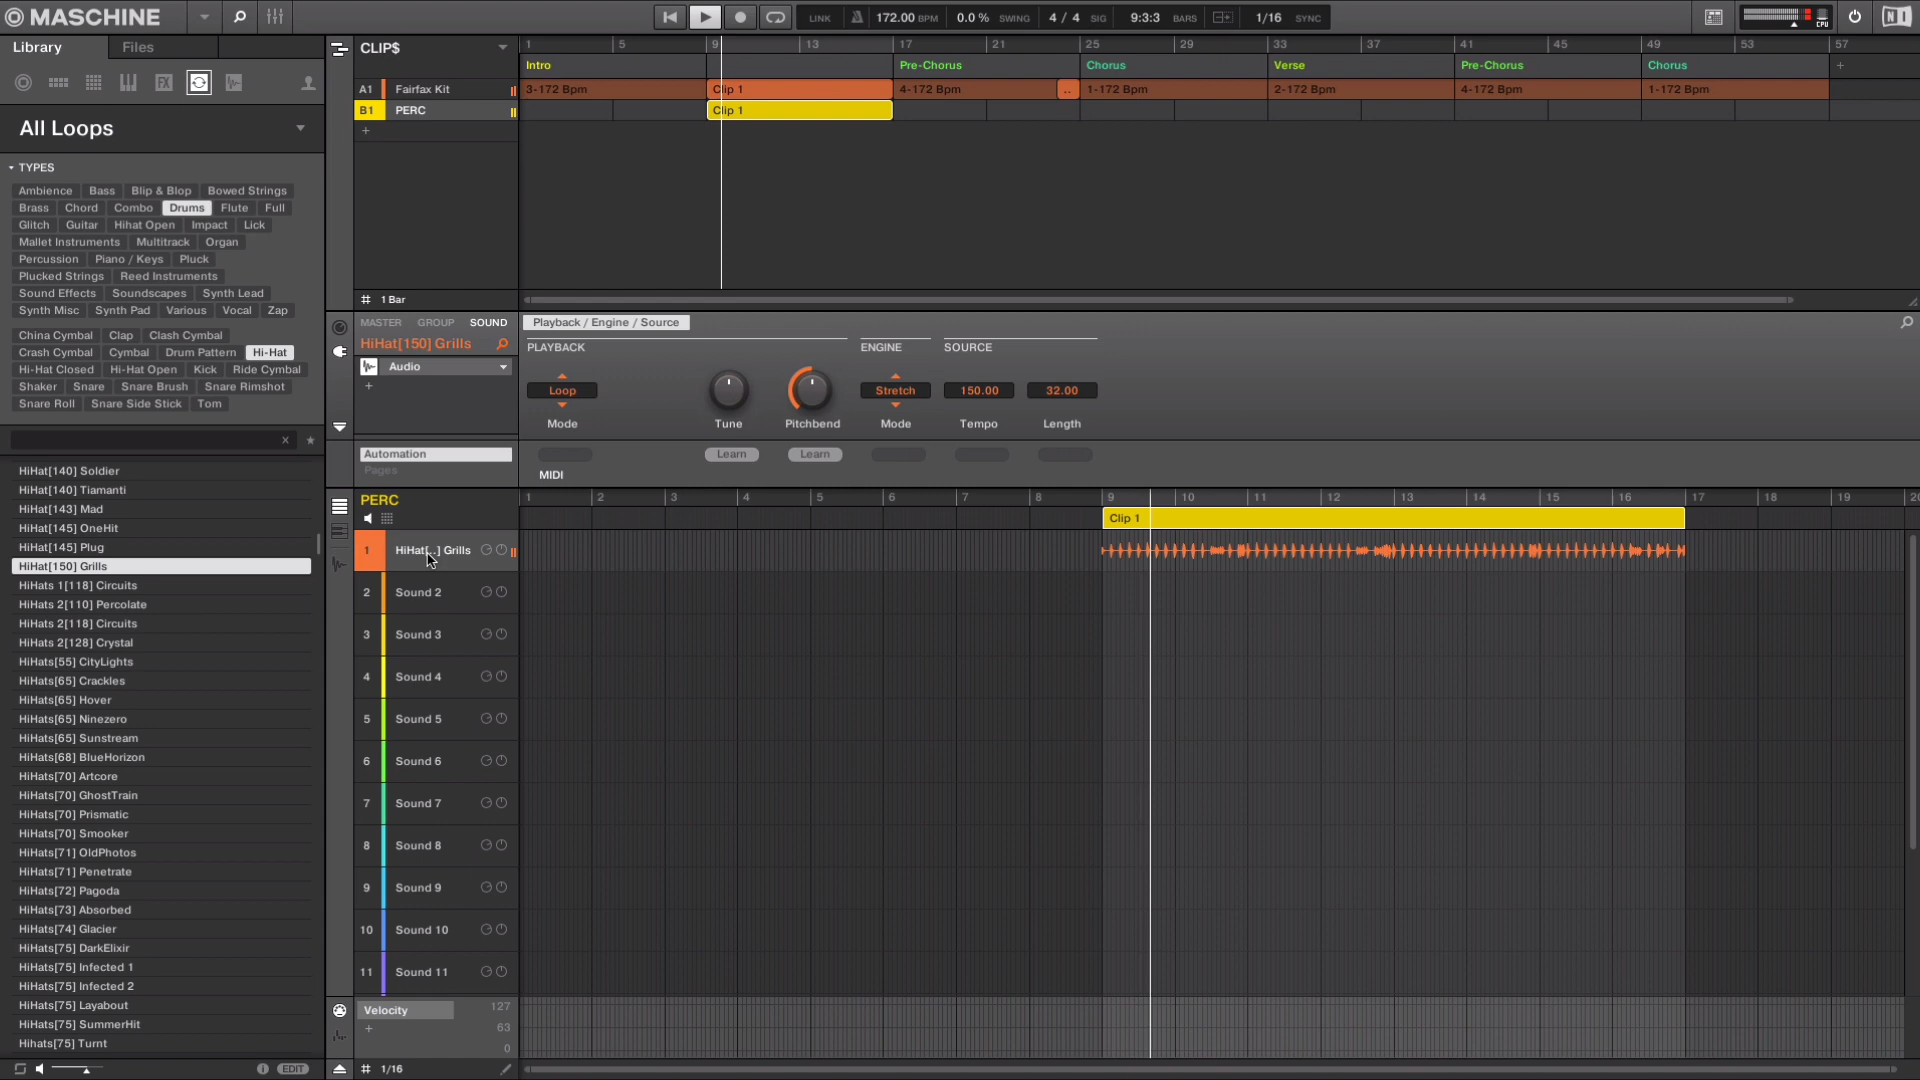 MASCHINE
LINK 172.00 BPM 0.0 % SWING 4 / 4 SIG 9:3:3 BARS 1/16 SYNC CPU
Library Files
All Loops
TYPES
Ambience Bass Blip & Blop Bowed Strings
Brass Chord Combo Drums Flute Full
Glitch Guitar Hihat Open Impact Lick
Mallet Instruments Multitrack Organ
Percussion Piano / Keys Pluck
Plucked Strings Reed Instruments
Sound Effects Soundscapes Synth Lead
Synth Misc Synth Pad Various Vocal Zap
China Cymbal Clap Clash Cymbal
Crash Cymbal Cymbal Drum Pattern Hi-Hat
Hi-Hat Closed Hi-Hat Open Kick Ride Cymbal
Shaker Snare Snare Brush Snare Rimshot
Snare Roll Snare Side Stick Tom
HiHat[140] Soldier
HiHat[140] Tiamanti
HiHat[143] Mad
HiHat[145] OneHit
HiHat[145] Plug
HiHat[150] Grills
HiHats 1[118] Circuits
HiHats 2[110] Percolate
HiHats 2[118] Circuits
HiHats 2[128] Crystal
HiHats[55] CityLights
HiHats[65] Crackles
HiHats[65] Hover
HiHats[65] Ninezero
HiHats[65] Sunstream
HiHats[68] BlueHorizon
HiHats[70] Artcore
HiHats[70] GhostTrain
HiHats[70] Prismatic
HiHats[70] Smooker
HiHats[71] OldPhotos
HiHats[71] Penetrate
HiHats[72] Pagoda
HiHats[73] Absorbed
HiHats[74] Glacier
HiHats[75] DarkElixir
HiHats[75] Infected 1
HiHats[75] Infected 2
HiHats[75] Layabout
HiHats[75] SummerHit
Hihats[75] Turnt
EDIT
CLIP$
1 5 9 13 17 21 25 29 33 37 41 45 49 53 57
Intro Pre-Chorus Chorus Verse Pre-Chorus Chorus
A1 Fairfax Kit 3-172 Bpm Clip 1 4-172 Bpm .. 1-172 Bpm 2-172 Bpm 4-172 Bpm 1-172 Bpm
B1 PERC Clip 1
1 Bar
MASTER GROUP SOUND Playback / Engine / Source
HiHat[150] Grills PLAYBACK ENGINE SOURCE
Audio
Loop Stretch 150.00 32.00
Mode Tune Pitchbend Mode Tempo Length
Automation Learn Learn
Pages MIDI
PERC 1 2 3 4 5 6 7 8 9 10 11 12 13 14 15 16 17 18 19 20
Clip 1
1 HiHat[..] Grills
2 Sound 2
3 Sound 3
4 Sound 4
5 Sound 5
6 Sound 6
7 Sound 7
8 Sound 8
9 Sound 9
10 Sound 10
11 Sound 11
Velocity 127
63
0
1/16